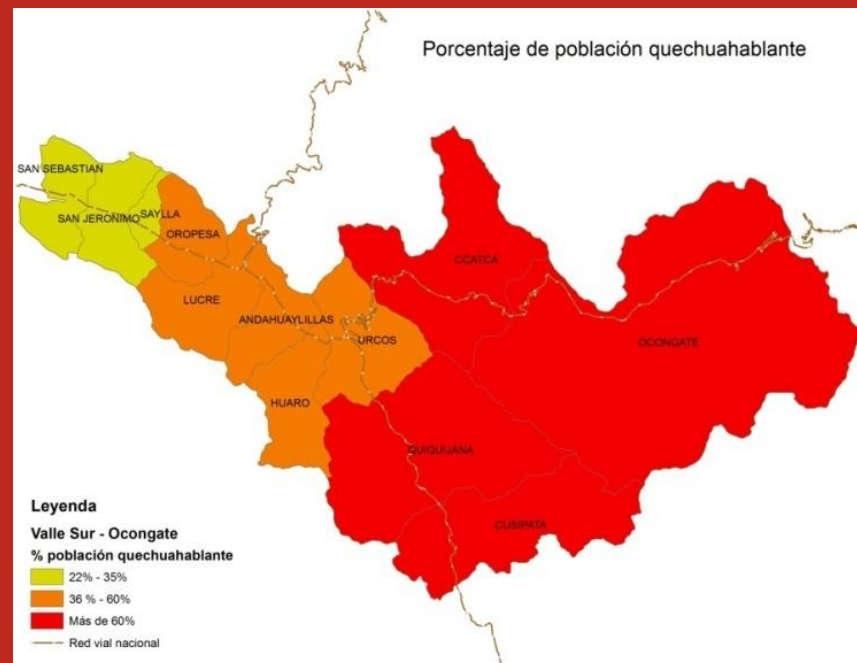 Porcentaje de población quechuahablante
SAN SEBASTIAN
SAN JERONIMO
SAYLLA
OROPESA
CCATCA
LUCRE
ANDAHUAYLILLAS
URCOS
OCONGATE
HUARO
QUIQUIJANA
CUSIPATA
Leyenda
Valle Sur - Ocongate
% población quechuahablante
22% - 35%
36 % - 60%
Más de 60%
Red vial nacional